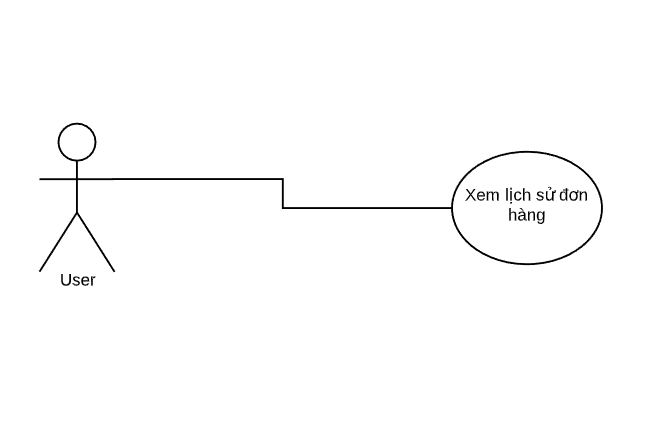 Xem lịch sử đơn
hàng
User